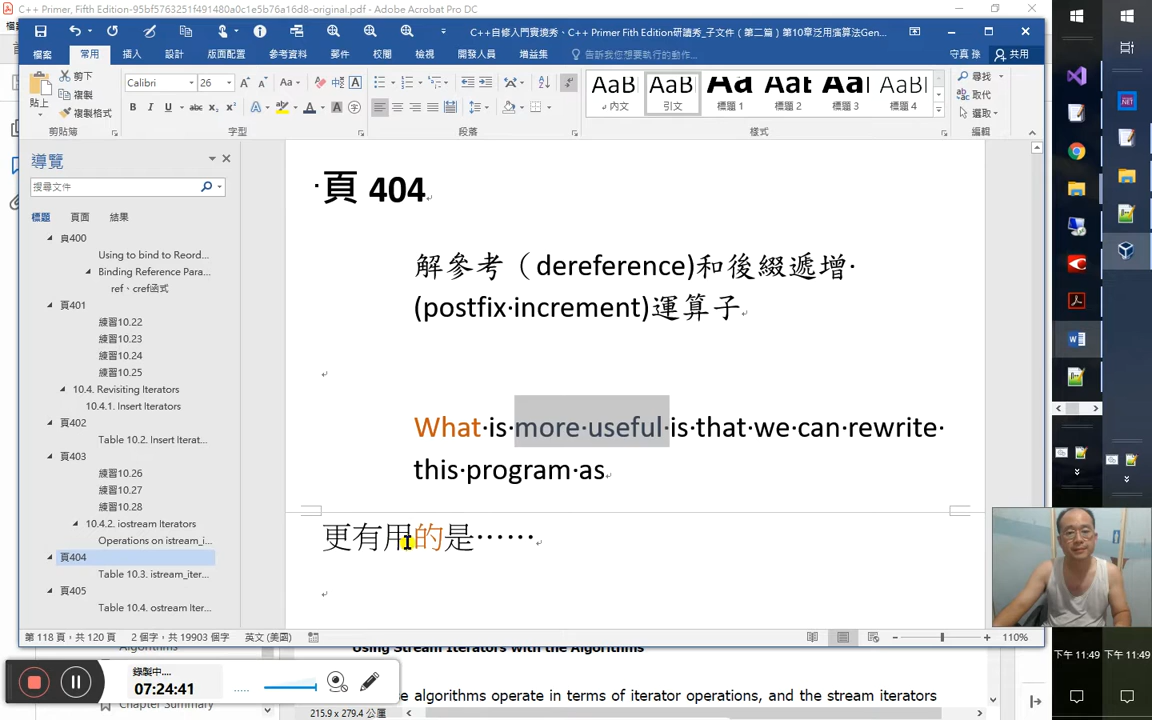 C++ Primer, Fifth Edition-95bf5763251f491480a0c1e5b76a16d8-original.pdf - Adobe Acrobat Pro DC
C++自修入門實境秀、C++ Primer Fifth Edition研讀秀_子文件（第二篇）第10章泛用演算法Gen...
檔案 常用 插入 設計 版面配置 參考資料 郵件 校閱 檢視 開發人員 增益集 告訴我您想要執行的動作... 守真 孫 共用
貼上 剪下 複製 複製格式
Calibri 26
AaB AaB Aa Aat Aal AaBl
內文 引文 標題 1 標題 2 標題 3 標題 4
尋找 取代 選取
剪貼簿 字型 段落 樣式 編輯
導覽
搜尋文件
標題 頁面 結果
頁400
Using to bind to Reord...
Binding Reference Para...
ref、cref函式
頁401
練習10.22
練習10.23
練習10.24
練習10.25
10.4. Revisiting Iterators
10.4.1. Insert Iterators
頁402
Table 10.2. Insert Iterat...
頁403
練習10.26
練習10.27
練習10.28
10.4.2. iostream Iterators
Operations on istream_i...
頁404
Table 10.3. istream_iter...
頁405
Table 10.4. ostream Iter...
頁 404
解參考（dereference)和後綴遞增
(postfix increment)運算子
What is more useful is that we can rewrite
this program as
更有用的是⋯⋯
第 118 頁，共 120 頁 2 個字，共 19903 個字 英文 (美國) 110%
Algorithms
Using Stream Iterators with the Algorithms
錄製中....
07:24:41
algorithms operate in terms of iterator operations, and the stream iterators
Chapter Summary
215.9 x 279.4 公厘
下午 11:49 下午 11:49